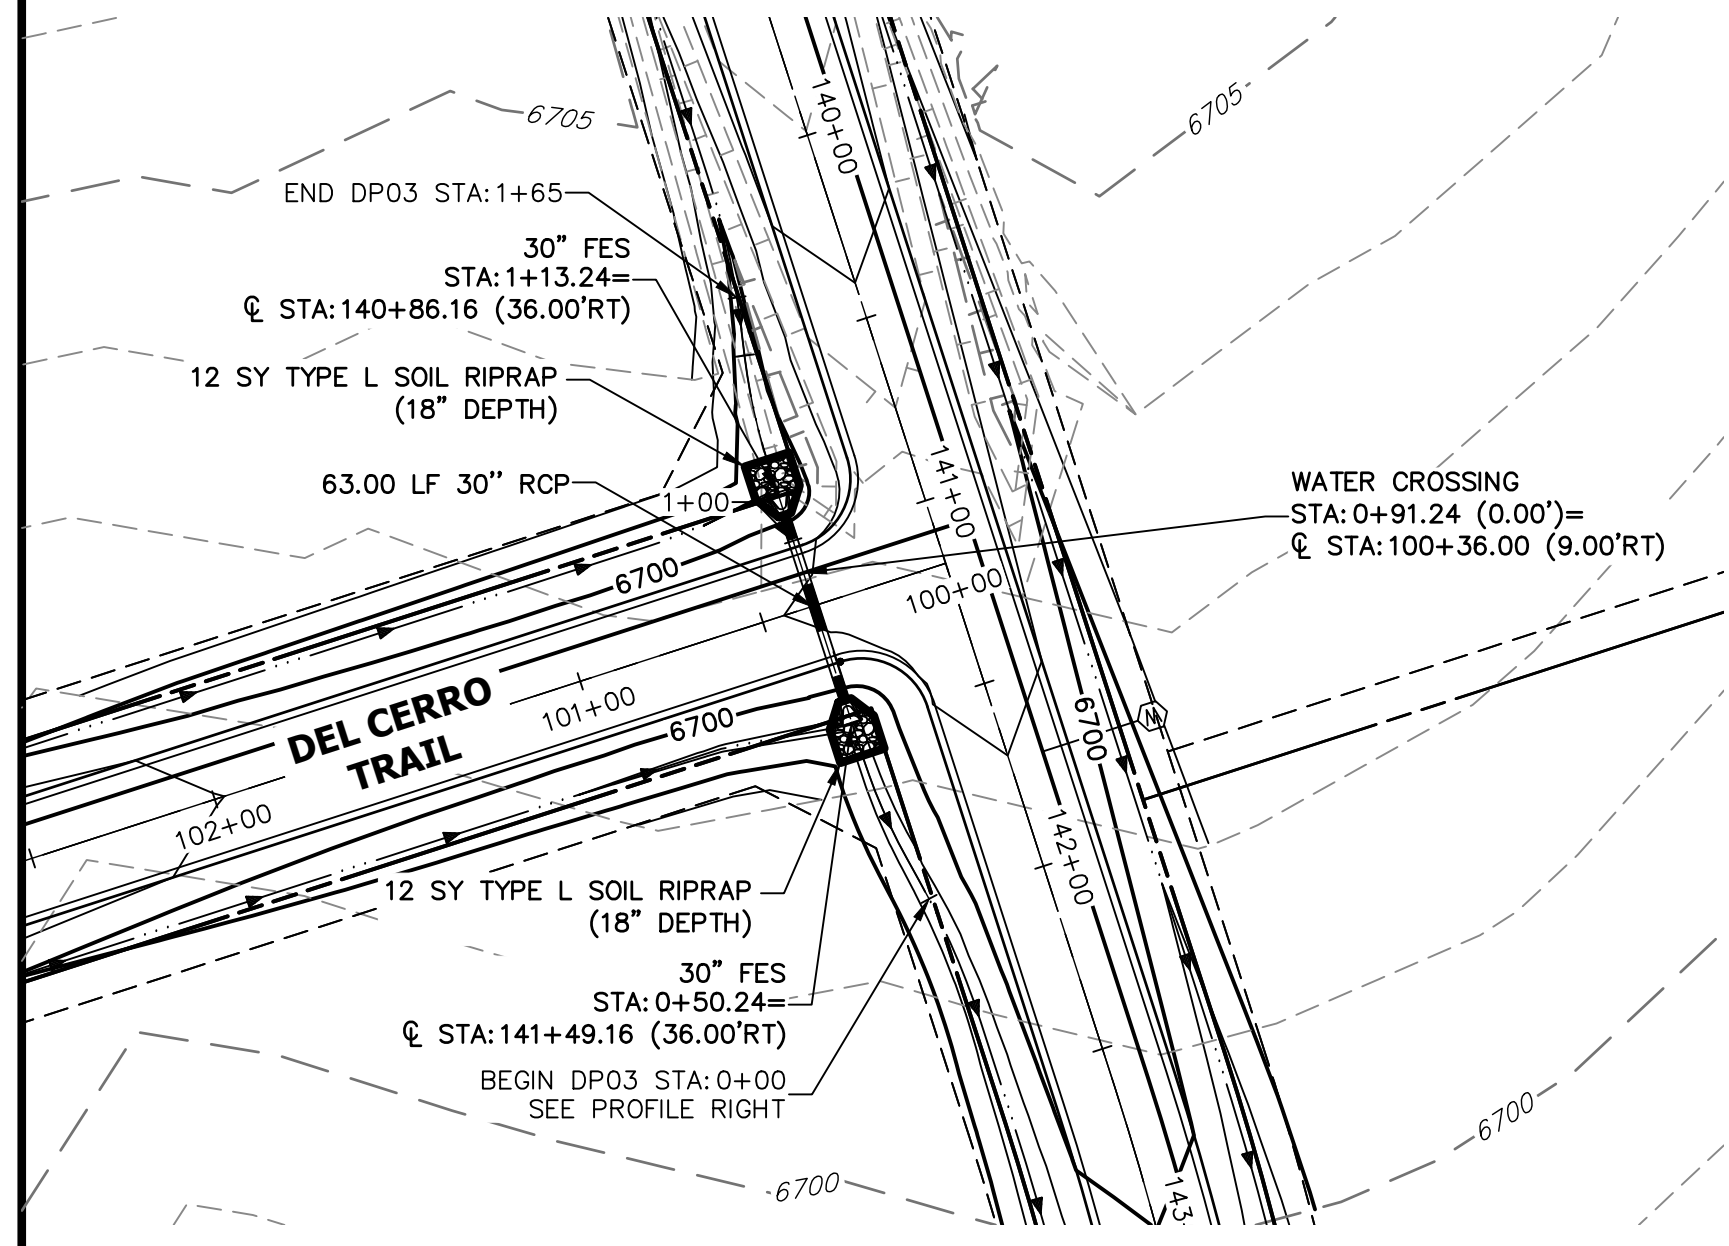 140+00
6705
6705
END DP03 STA:1+65
30" FES
STA:1+13.24=
℄ STA:140+86.16 (36.00'RT)
12 SY TYPE L SOIL RIPRAP
(18" DEPTH)
63.00 LF 30" RCP
1+00
141+00
WATER CROSSING
STA:0+91.24 (0.00')=
℄ STA:100+36.00 (9.00'RT)
6700
100+00
DEL CERRO
TRAIL
101+00
6700
6700
M
102+00
142+00
12 SY TYPE L SOIL RIPRAP
(18" DEPTH)
30" FES
STA:0+50.24=
℄ STA:141+49.16 (36.00'RT)
BEGIN DP03 STA:0+00
SEE PROFILE RIGHT
6700
6700
143